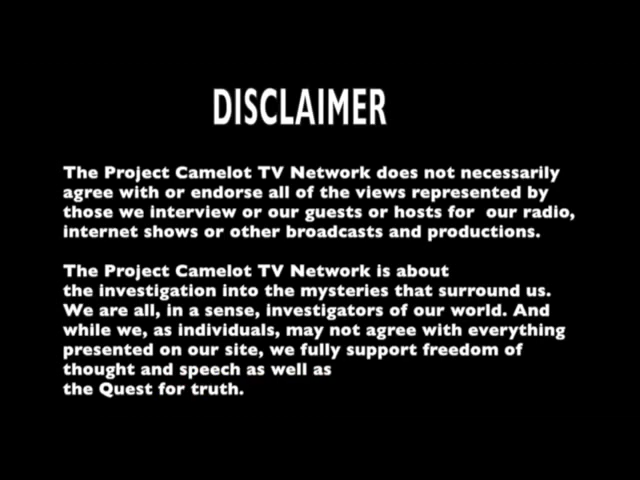 DISCLAIMER
The Project Camelot TV Network does not necessarily
agree with or endorse all of the views represented by
those we interview or our guests or hosts for our radio,
internet shows or other broadcasts and productions.
The Project Camelot TV Network is about
the investigation into the mysteries that surround us.
We are all, in a sense, investigators of our world. And
while we, as individuals, may not agree with everything
presented on our site, we fully support freedom of
thought and speech as well as
the Quest for truth.